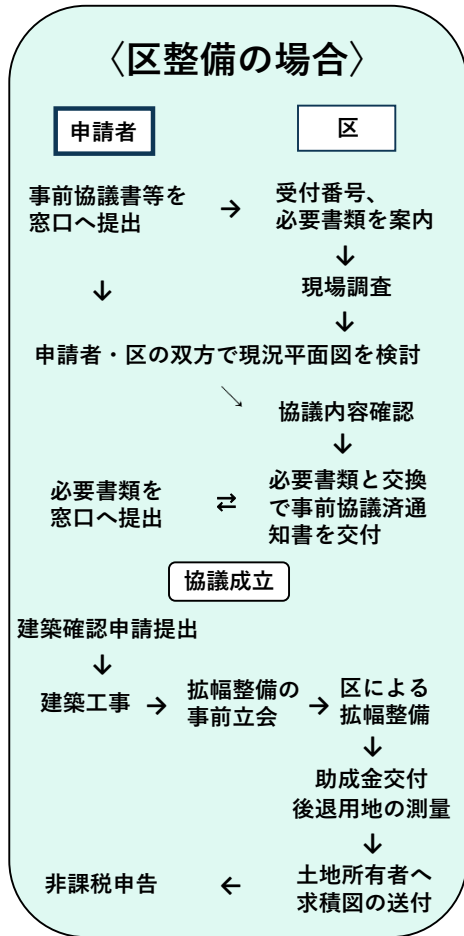 〈区整備の場合〉
申請者
区
事前協議書等を
窓口へ提出
→
受付番号、
必要書類を案内
↓
↓
現場調査
↓
申請者・区の双方で現況平面図を検討
↘
協議内容確認
↓
必要書類を
窓口へ提出
⇄
必要書類と交換
で事前協議済通
知書を交付
協議成立
建築確認申請提出
↓
建築工事
→
拡幅整備の
事前立会
→
区による
拡幅整備
↓
助成金交付
後退用地の測量
↓
土地所有者へ
求積図の送付
←
非課税申告